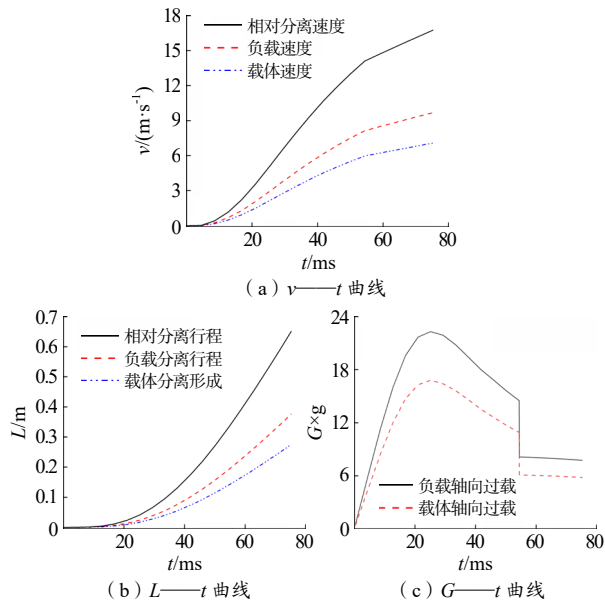 18
15
12
9
6
3
0
v/(m·s⁻¹)
相对分离速度
负载速度
载体速度
20 40 60 80
t/ms
(a) v——t 曲线
0.7
0.6
0.5
0.4
0.3
0.2
0.1
0
L/m
相对分离行程
负载分离行程
载体分离形成
20 40 60 80
t/ms
(b) L——t 曲线
24
18
12
6
0
G×g
负载轴向过载
载体轴向过载
20 40 60 80
t/ms
(c) G——t 曲线